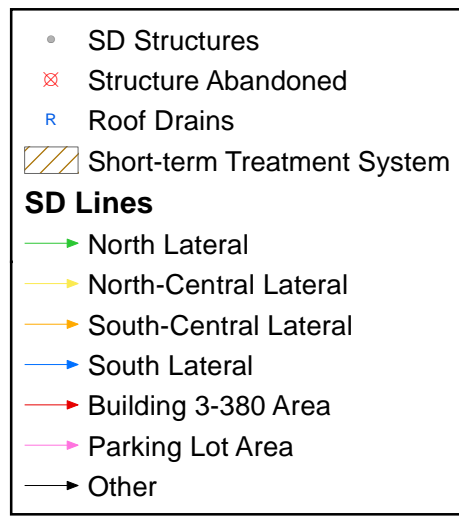 SD Structures
Structure Abandoned
R Roof Drains
Short-term Treatment System
SD Lines
North Lateral
North-Central Lateral
South-Central Lateral
South Lateral
Building 3-380 Area
Parking Lot Area
Other